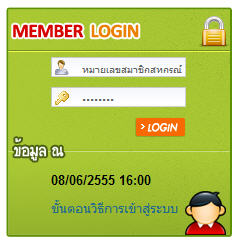 MEMBER LOGIN
หมายเลขสมาชิกสหกรณ์
••••••••
LOGIN
ข้อมูล ณ
08/06/2555 16:00
ขั้นตอนวิธีการเข้าสู่ระบบ